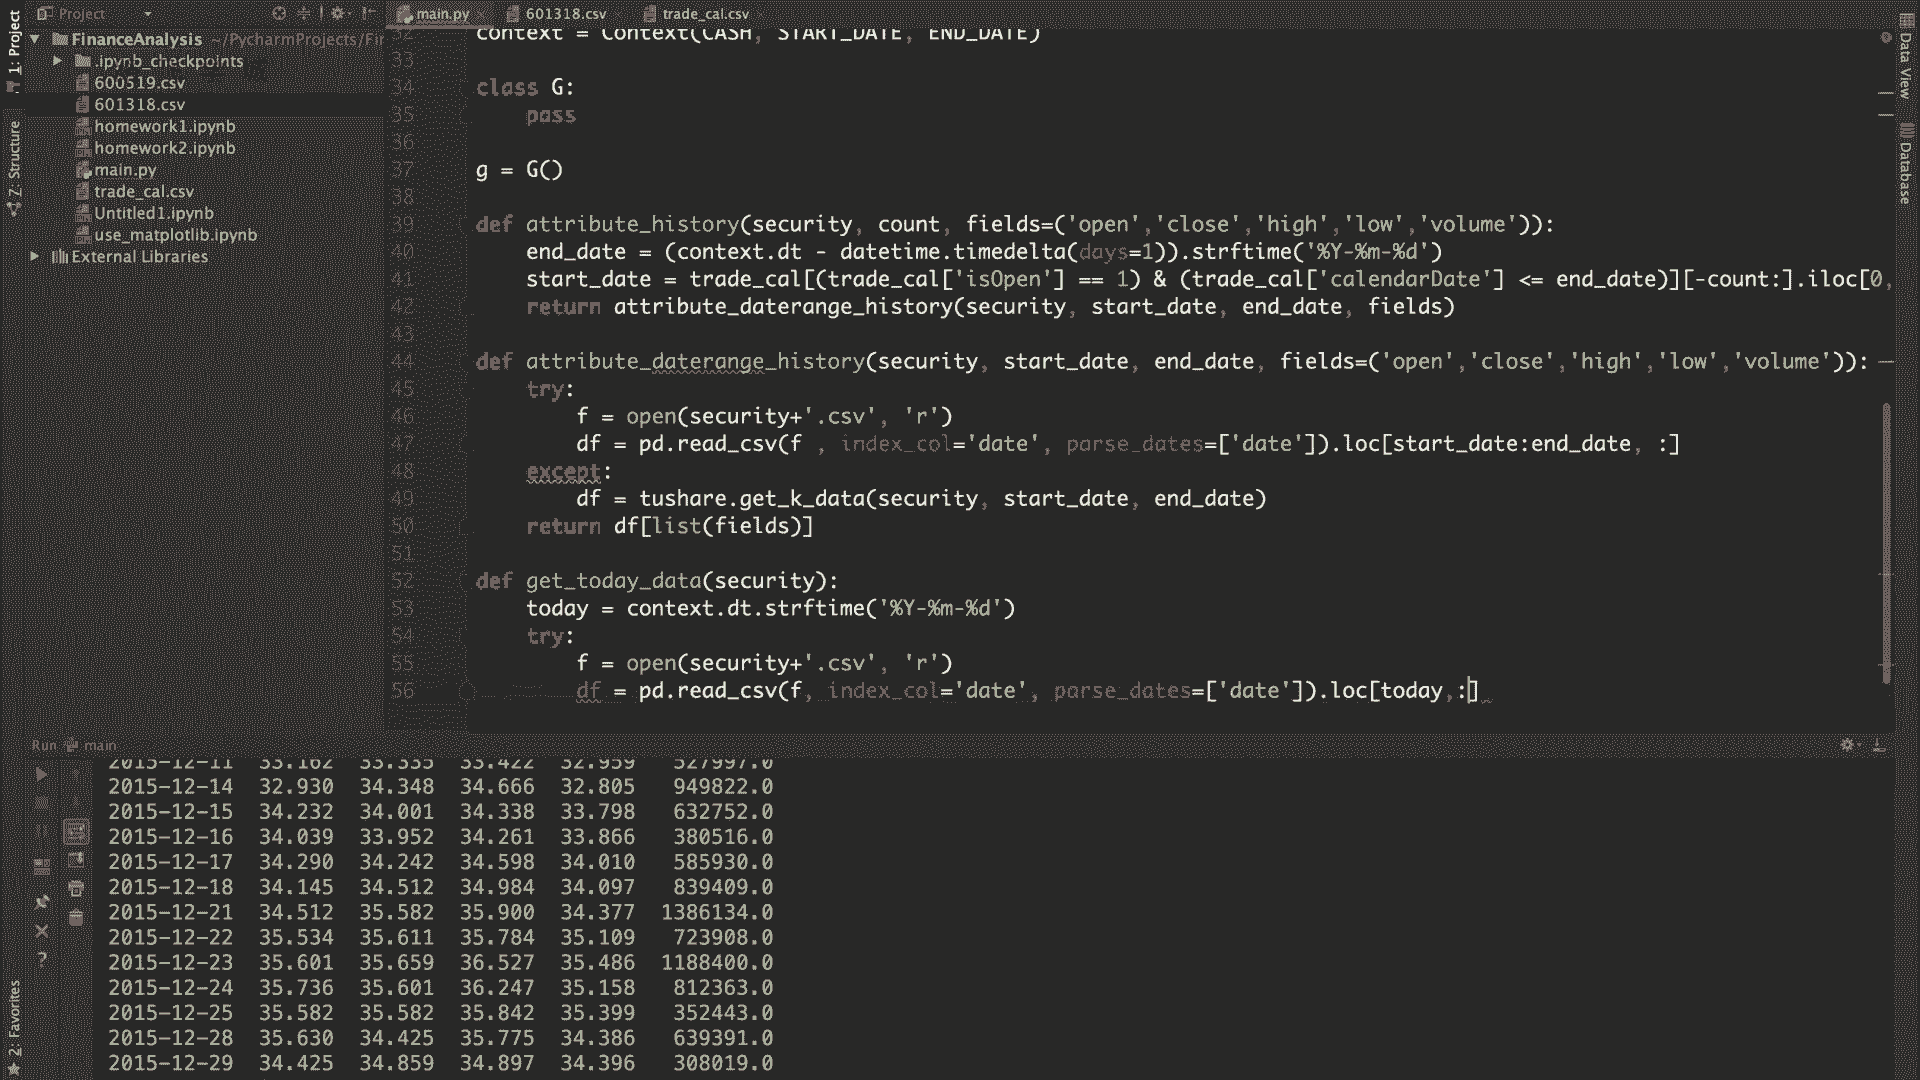 Project
main.py
601318.csv
trade_cal.csv
1: Project
FinanceAnalysis ~/PycharmProjects/Fi
.ipynb_checkpoints
600519.csv
601318.csv
homework1.ipynb
homework2.ipynb
main.py
trade_cal.csv
Untitled1.ipynb
use_matplotlib.ipynb
External Libraries
7: Structure
2: Favorites
Data View
Database
32 context = Context(CASH, START_DATE, END_DATE)
33
34 class G:
35     pass
36
37 g = G()
38
39 def attribute_history(security, count, fields=('open','close','high','low','volume')):
40     end_date = (context.dt - datetime.timedelta(days=1)).strftime('%Y-%m-%d')
41     start_date = trade_cal[(trade_cal['isOpen'] == 1) & (trade_cal['calendarDate'] <= end_date)][-count:].iloc[0,
42     return attribute_daterange_history(security, start_date, end_date, fields)
43
44 def attribute_daterange_history(security, start_date, end_date, fields=('open','close','high','low','volume')):
45     try:
46         f = open(security+'.csv', 'r')
47         df = pd.read_csv(f , index_col='date', parse_dates=['date']).loc[start_date:end_date, :]
48     except:
49         df = tushare.get_k_data(security, start_date, end_date)
50     return df[list(fields)]
51
52 def get_today_data(security):
53     today = context.dt.strftime('%Y-%m-%d')
54     try:
55         f = open(security+'.csv', 'r')
56         df = pd.read_csv(f, index_col='date', parse_dates=['date']).loc[today,:]
Run main
2015-12-11 33.162 33.335 33.422 32.959 527997.0
2015-12-14 32.930 34.348 34.666 32.805 949822.0
2015-12-15 34.232 34.001 34.338 33.798 632752.0
2015-12-16 34.039 33.952 34.261 33.866 380516.0
2015-12-17 34.290 34.242 34.598 34.010 585930.0
2015-12-18 34.145 34.512 34.984 34.097 839409.0
2015-12-21 34.512 35.582 35.900 34.377 1386134.0
2015-12-22 35.534 35.611 35.784 35.109 723908.0
2015-12-23 35.601 35.659 36.527 35.486 1188400.0
2015-12-24 35.736 35.601 36.247 35.158 812363.0
2015-12-25 35.582 35.582 35.842 35.399 352443.0
2015-12-28 35.630 34.425 35.775 34.386 639391.0
2015-12-29 34.425 34.859 34.897 34.396 308019.0